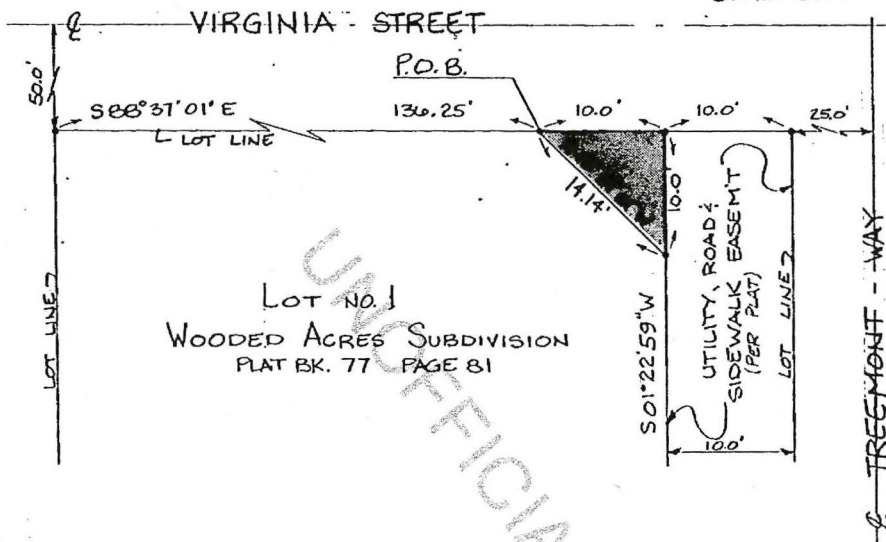 ℄ VIRGINIA - STREET
50.0'
P.O.B.
S88°37'01"E
136.25'
10.0'
10.0'
25.0'
LOT LINE
14.14'
10.0'
LOT LINE
LOT NO. 1
WOODED ACRES SUBDIVISION
PLAT BK. 77 PAGE 81
S01°22'59"W
UTILITY, ROAD &
SIDEWALK EASEM'T
(PER PLAT)
LOT LINE
10.0'
℄ TREEMONT - WAY
UNOFFICIA